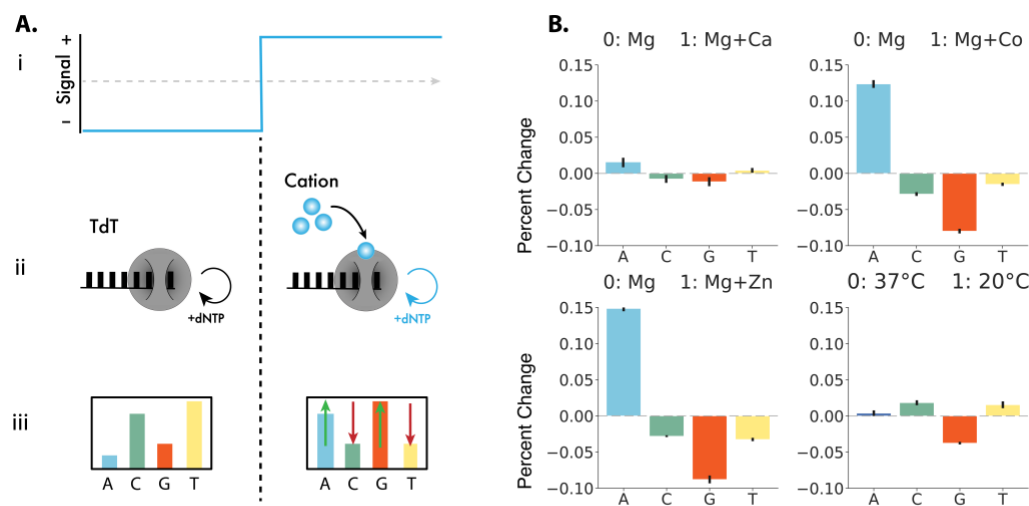 A.
i
Signal
+
−
Cation
TdT
ii
+dNTP
+dNTP
iii
A C G T
A C G T
B.
0: Mg 1: Mg+Ca
Percent Change
0.15
0.10
0.05
0.00
−0.05
−0.10
A C G T
0: Mg 1: Mg+Co
0.15
0.10
0.05
0.00
−0.05
−0.10
A C G T
0: Mg 1: Mg+Zn
Percent Change
0.15
0.10
0.05
0.00
−0.05
−0.10
A C G T
0: 37°C 1: 20°C
0.15
0.10
0.05
0.00
−0.05
−0.10
A C G T